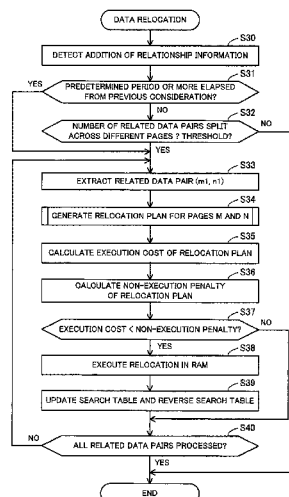 DATA RELOCATION
S30
DETECT ADDITION OF RELATIONSHIP INFORMATION
S31
YES
PREDETERMINED PERIOD OR MORE ELAPSED
FROM PREVIOUS CONSIDERATION?
NO
S32
NUMBER OF RELATED DATA PAIRS SPLIT
ACROSS DIFFERENT PAGES ? THRESHOLD?
NO
YES
S33
EXTRACT RELATED DATA PAIR (m1, n1)
S34
GENERATE RELOCATION PLAN FOR PAGES M AND N
S35
CALCULATE EXECUTION COST OF RELOCATION PLAN
S36
CALCULATE NON-EXECUTION PENALTY
OF RELOCATION PLAN
S37
EXECUTION COST < NON-EXECUTION PENALTY?
NO
YES
S38
EXECUTE RELOCATION IN RAM
S39
UPDATE SEARCH TABLE AND REVERSE SEARCH TABLE
S40
NO
ALL RELATED DATA PAIRS PROCESSED?
YES
END